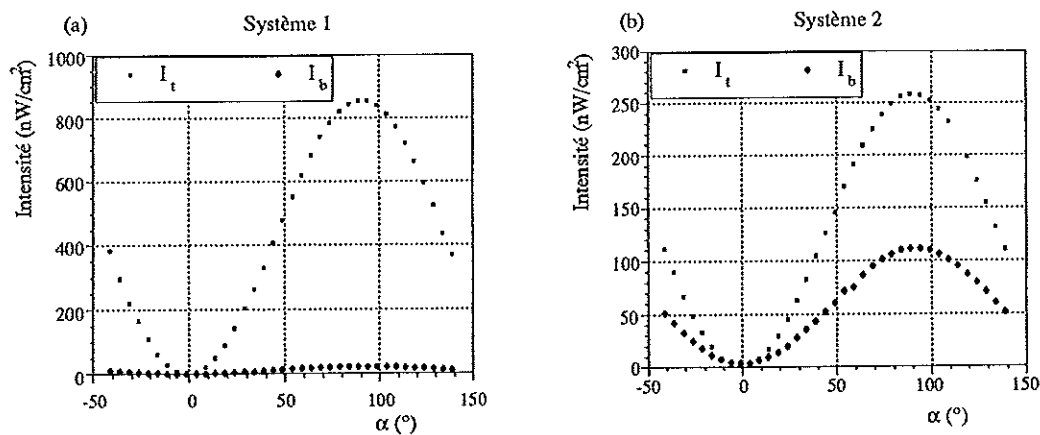 (a) Système 1
Intensité (nW/cm²)
1000
800
600
400
200
0
I_t I_b
-50 0 50 100 150
α (°)
(b) Système 2
Intensité (nW/cm²)
300
250
200
150
100
50
0
I_t I_b
-50 0 50 100 150
α (°)